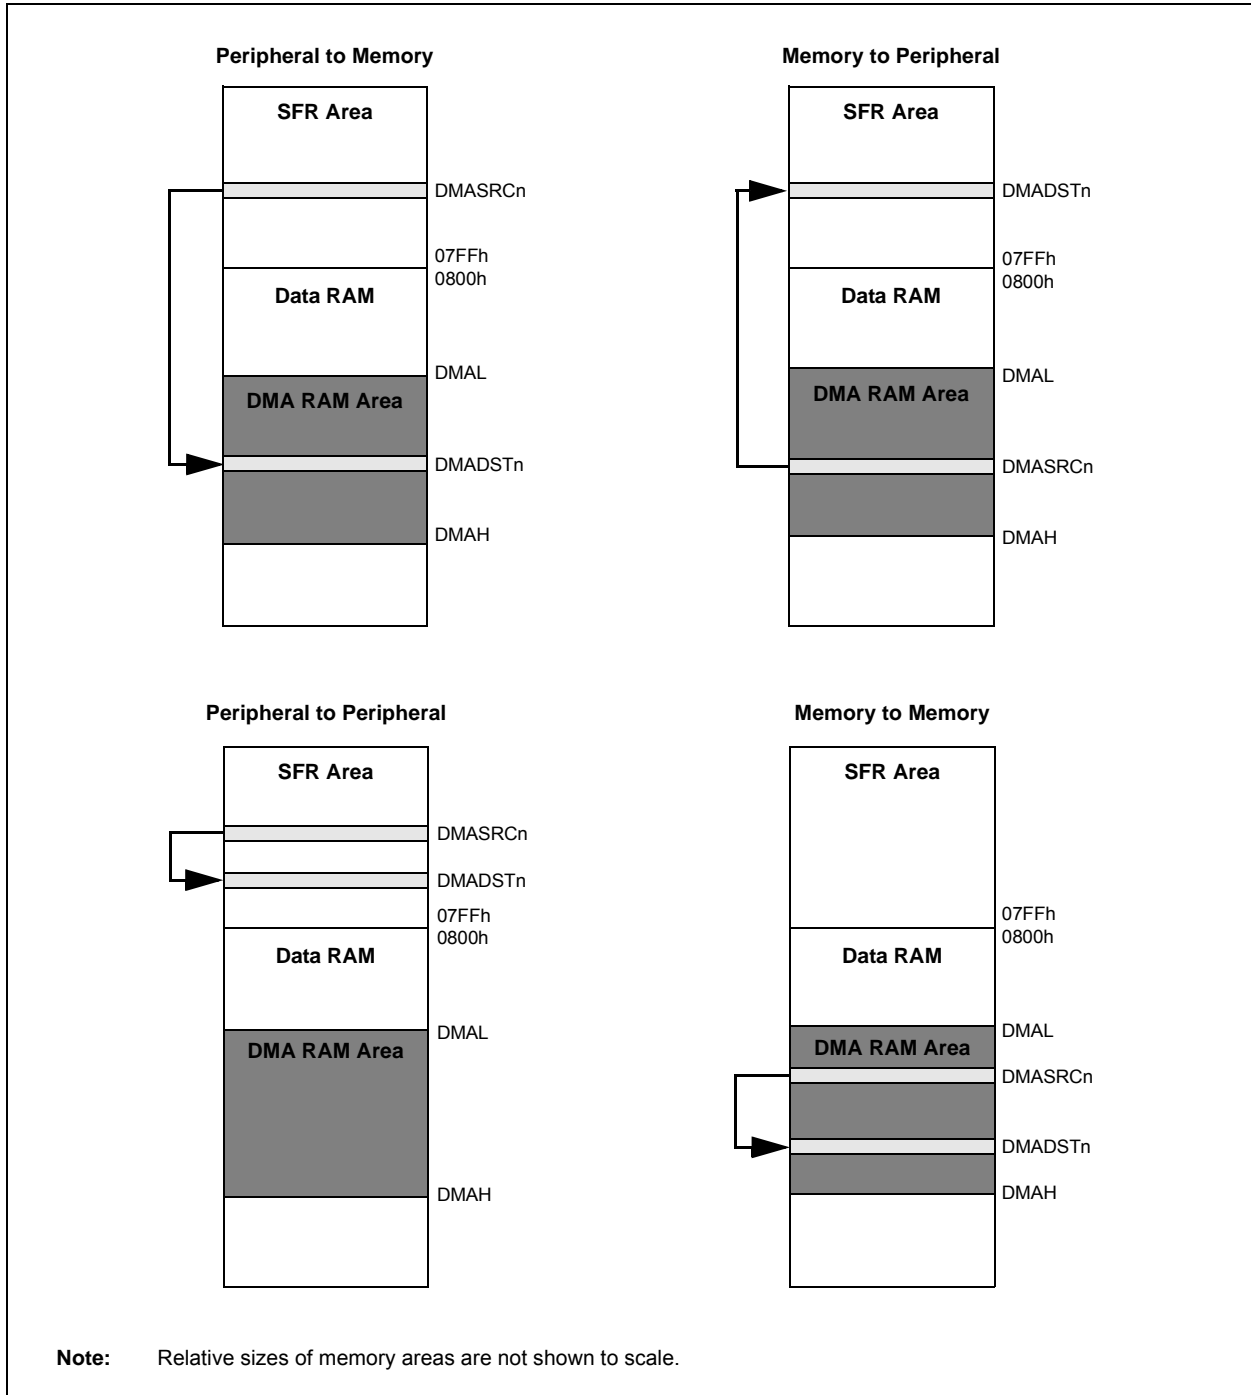 Peripheral to Memory
SFR Area
DMASRCn
07FFh
0800h
Data RAM
DMAL
DMA RAM Area
DMADSTn
DMAH
Memory to Peripheral
SFR Area
DMADSTn
07FFh
0800h
Data RAM
DMAL
DMA RAM Area
DMASRCn
DMAH
Peripheral to Peripheral
SFR Area
DMASRCn
DMADSTn
07FFh
0800h
Data RAM
DMAL
DMA RAM Area
DMAH
Memory to Memory
SFR Area
07FFh
0800h
Data RAM
DMAL
DMA RAM Area
DMASRCn
DMADSTn
DMAH
Note: Relative sizes of memory areas are not shown to scale.